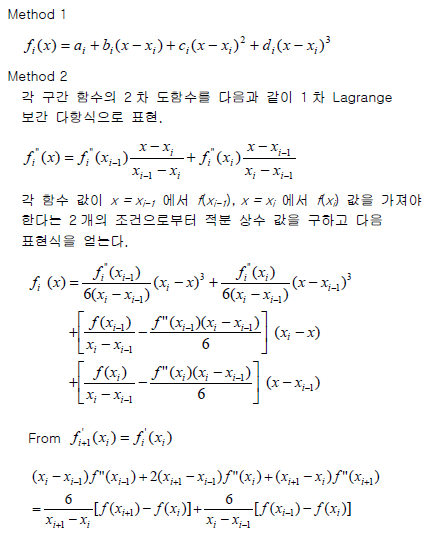 Method 1
f_i(x) = a_i + b_i(x − x_i) + c_i(x − x_i)^2 + d_i(x − x_i)^3
Method 2
각 구간 함수의 2 차 도함수를 다음과 같이 1 차 Lagrange
보간 다항식으로 표현.
f_i''(x) = f_i''(x_{i−1}) \frac{x − x_i}{x_{i−1} − x_i} + f_i''(x_i) \frac{x − x_{i−1}}{x_i − x_{i−1}}
각 함수 값이 x = x_{i−1} 에서 f(x_{i−1}), x = x_i 에서 f(x_i) 값을 가져야
한다는 2 개의 조건으로부터 적분 상수 값을 구하고 다음
표현식을 얻는다.
f_i (x) = \frac{f_i''(x_{i−1})}{6(x_i − x_{i−1})} (x_i − x)^3 + \frac{f_i''(x_i)}{6(x_i − x_{i−1})} (x − x_{i−1})^3
+ [ \frac{f(x_{i−1})}{x_i − x_{i−1}} − \frac{f''(x_{i−1})(x_i − x_{i−1})}{6} ] (x_i − x)
+ [ \frac{f(x_i)}{x_i − x_{i−1}} − \frac{f''(x_i)(x_i − x_{i−1})}{6} ] (x − x_{i−1})
From f_{i+1}'(x_i) = f_i'(x_i)
(x_i − x_{i−1})f''(x_{i−1}) + 2(x_{i+1} − x_{i−1})f''(x_i) + (x_{i+1} − x_i)f''(x_{i+1})
= \frac{6}{x_{i+1} − x_i} [f(x_{i+1}) − f(x_i)] + \frac{6}{x_i − x_{i−1}} [f(x_{i−1}) − f(x_i)]